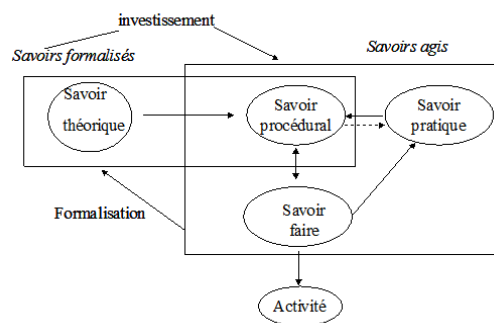 investissement
Savoirs formalisés
Savoirs agis
Savoir
théorique
Savoir
procédural
Savoir
pratique
Formalisation
Savoir
faire
Activité